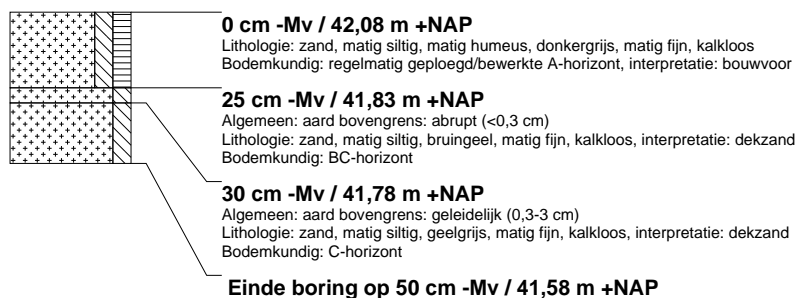 0 cm -Mv / 42,08 m +NAP
Lithologie: zand, matig siltig, matig humeus, donkergrijs, matig fijn, kalkloos
Bodemkundig: regelmatig geploegd/bewerkte A-horizont, interpretatie: bouwvoor
25 cm -Mv / 41,83 m +NAP
Algemeen: aard bovengrens: abrupt (<0,3 cm)
Lithologie: zand, matig siltig, bruingeel, matig fijn, kalkloos, interpretatie: dekzand
Bodemkundig: BC-horizont
30 cm -Mv / 41,78 m +NAP
Algemeen: aard bovengrens: geleidelijk (0,3-3 cm)
Lithologie: zand, matig siltig, geelgrijs, matig fijn, kalkloos, interpretatie: dekzand
Bodemkundig: C-horizont
Einde boring op 50 cm -Mv / 41,58 m +NAP